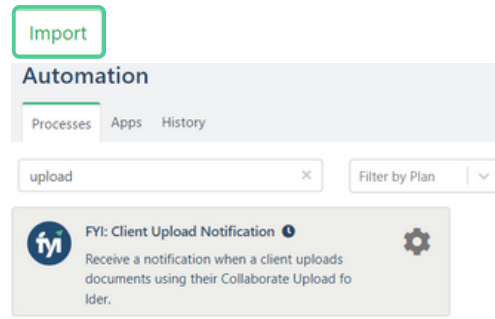 Import
Automation
Processes Apps History
upload Filter by Plan
fyi FYI: Client Upload Notification
Receive a notification when a client uploads
documents using their Collaborate Upload fo
lder.